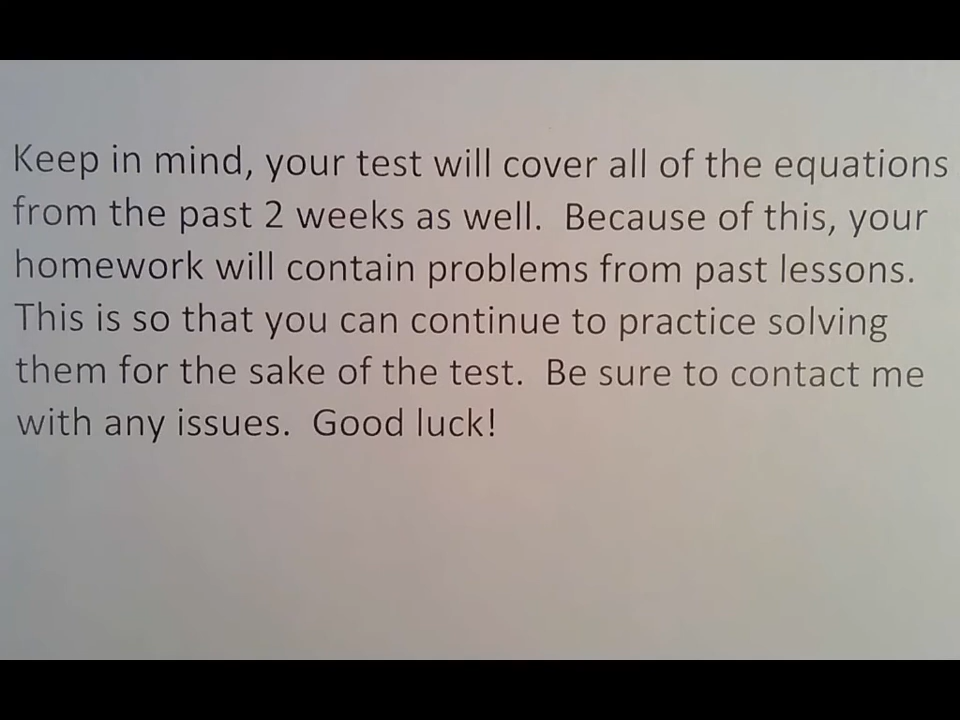 Keep in mind, your test will cover all of the equations
from the past 2 weeks as well.  Because of this, your
homework will contain problems from past lessons.
This is so that you can continue to practice solving
them for the sake of the test.  Be sure to contact me
with any issues.  Good luck!